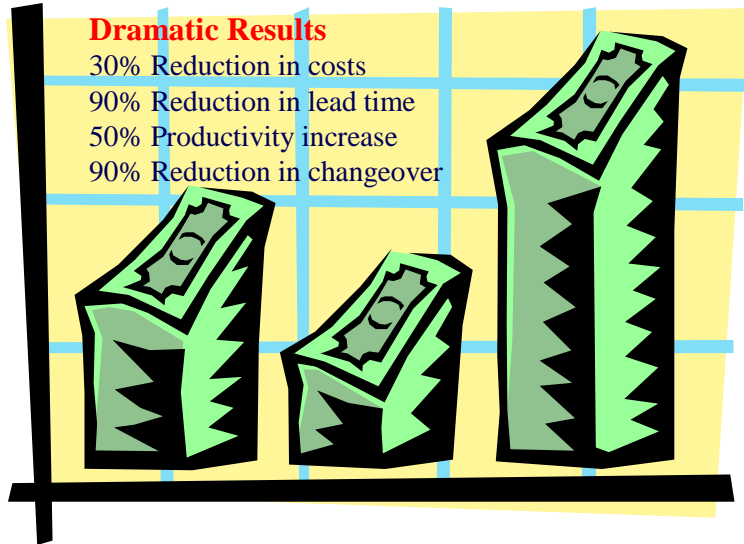 Dramatic Results
30% Reduction in costs
90% Reduction in lead time
50% Productivity increase
90% Reduction in changeover